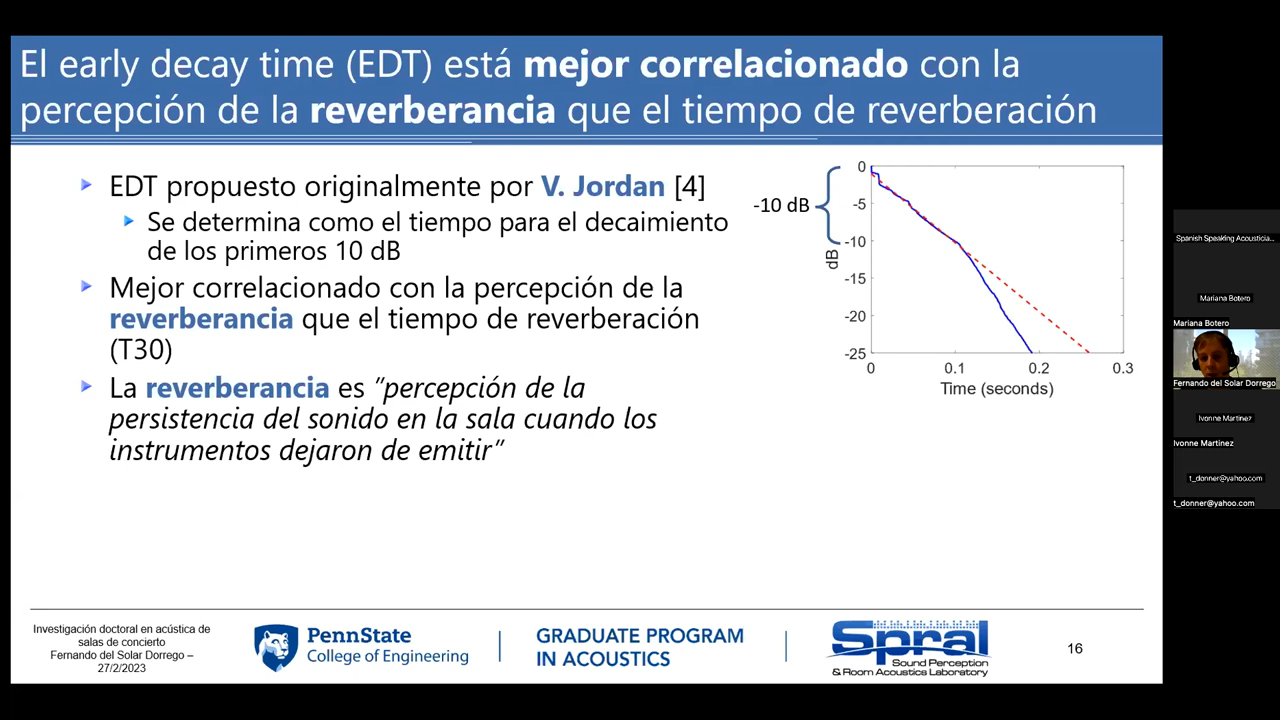 El early decay time (EDT) está mejor correlacionado con la
percepción de la reverberancia que el tiempo de reverberación
EDT propuesto originalmente por V. Jordan [4]
Se determina como el tiempo para el decaimiento
de los primeros 10 dB
Mejor correlacionado con la percepción de la
reverberancia que el tiempo de reverberación
(T30)
La reverberancia es "percepción de la
persistencia del sonido en la sala cuando los
instrumentos dejaron de emitir"
-10 dB
0
-5
-10
-15
-20
-25
dB
0 0.1 0.2 0.3
Time (seconds)
Investigación doctoral en acústica de
salas de concierto
Fernando del Solar Dorrego –
27/2/2023
PennState
College of Engineering
GRADUATE PROGRAM
IN ACOUSTICS
Spral
Sound Perception
& Room Acoustics Laboratory
16
Spanish Speaking Acousticia...
Mariana Botero
Mariana Botero
Fernando del Solar Dorrego
Ivonne Martinez
Ivonne Martinez
t_donner@yahoo.com
t_donner@yahoo.com